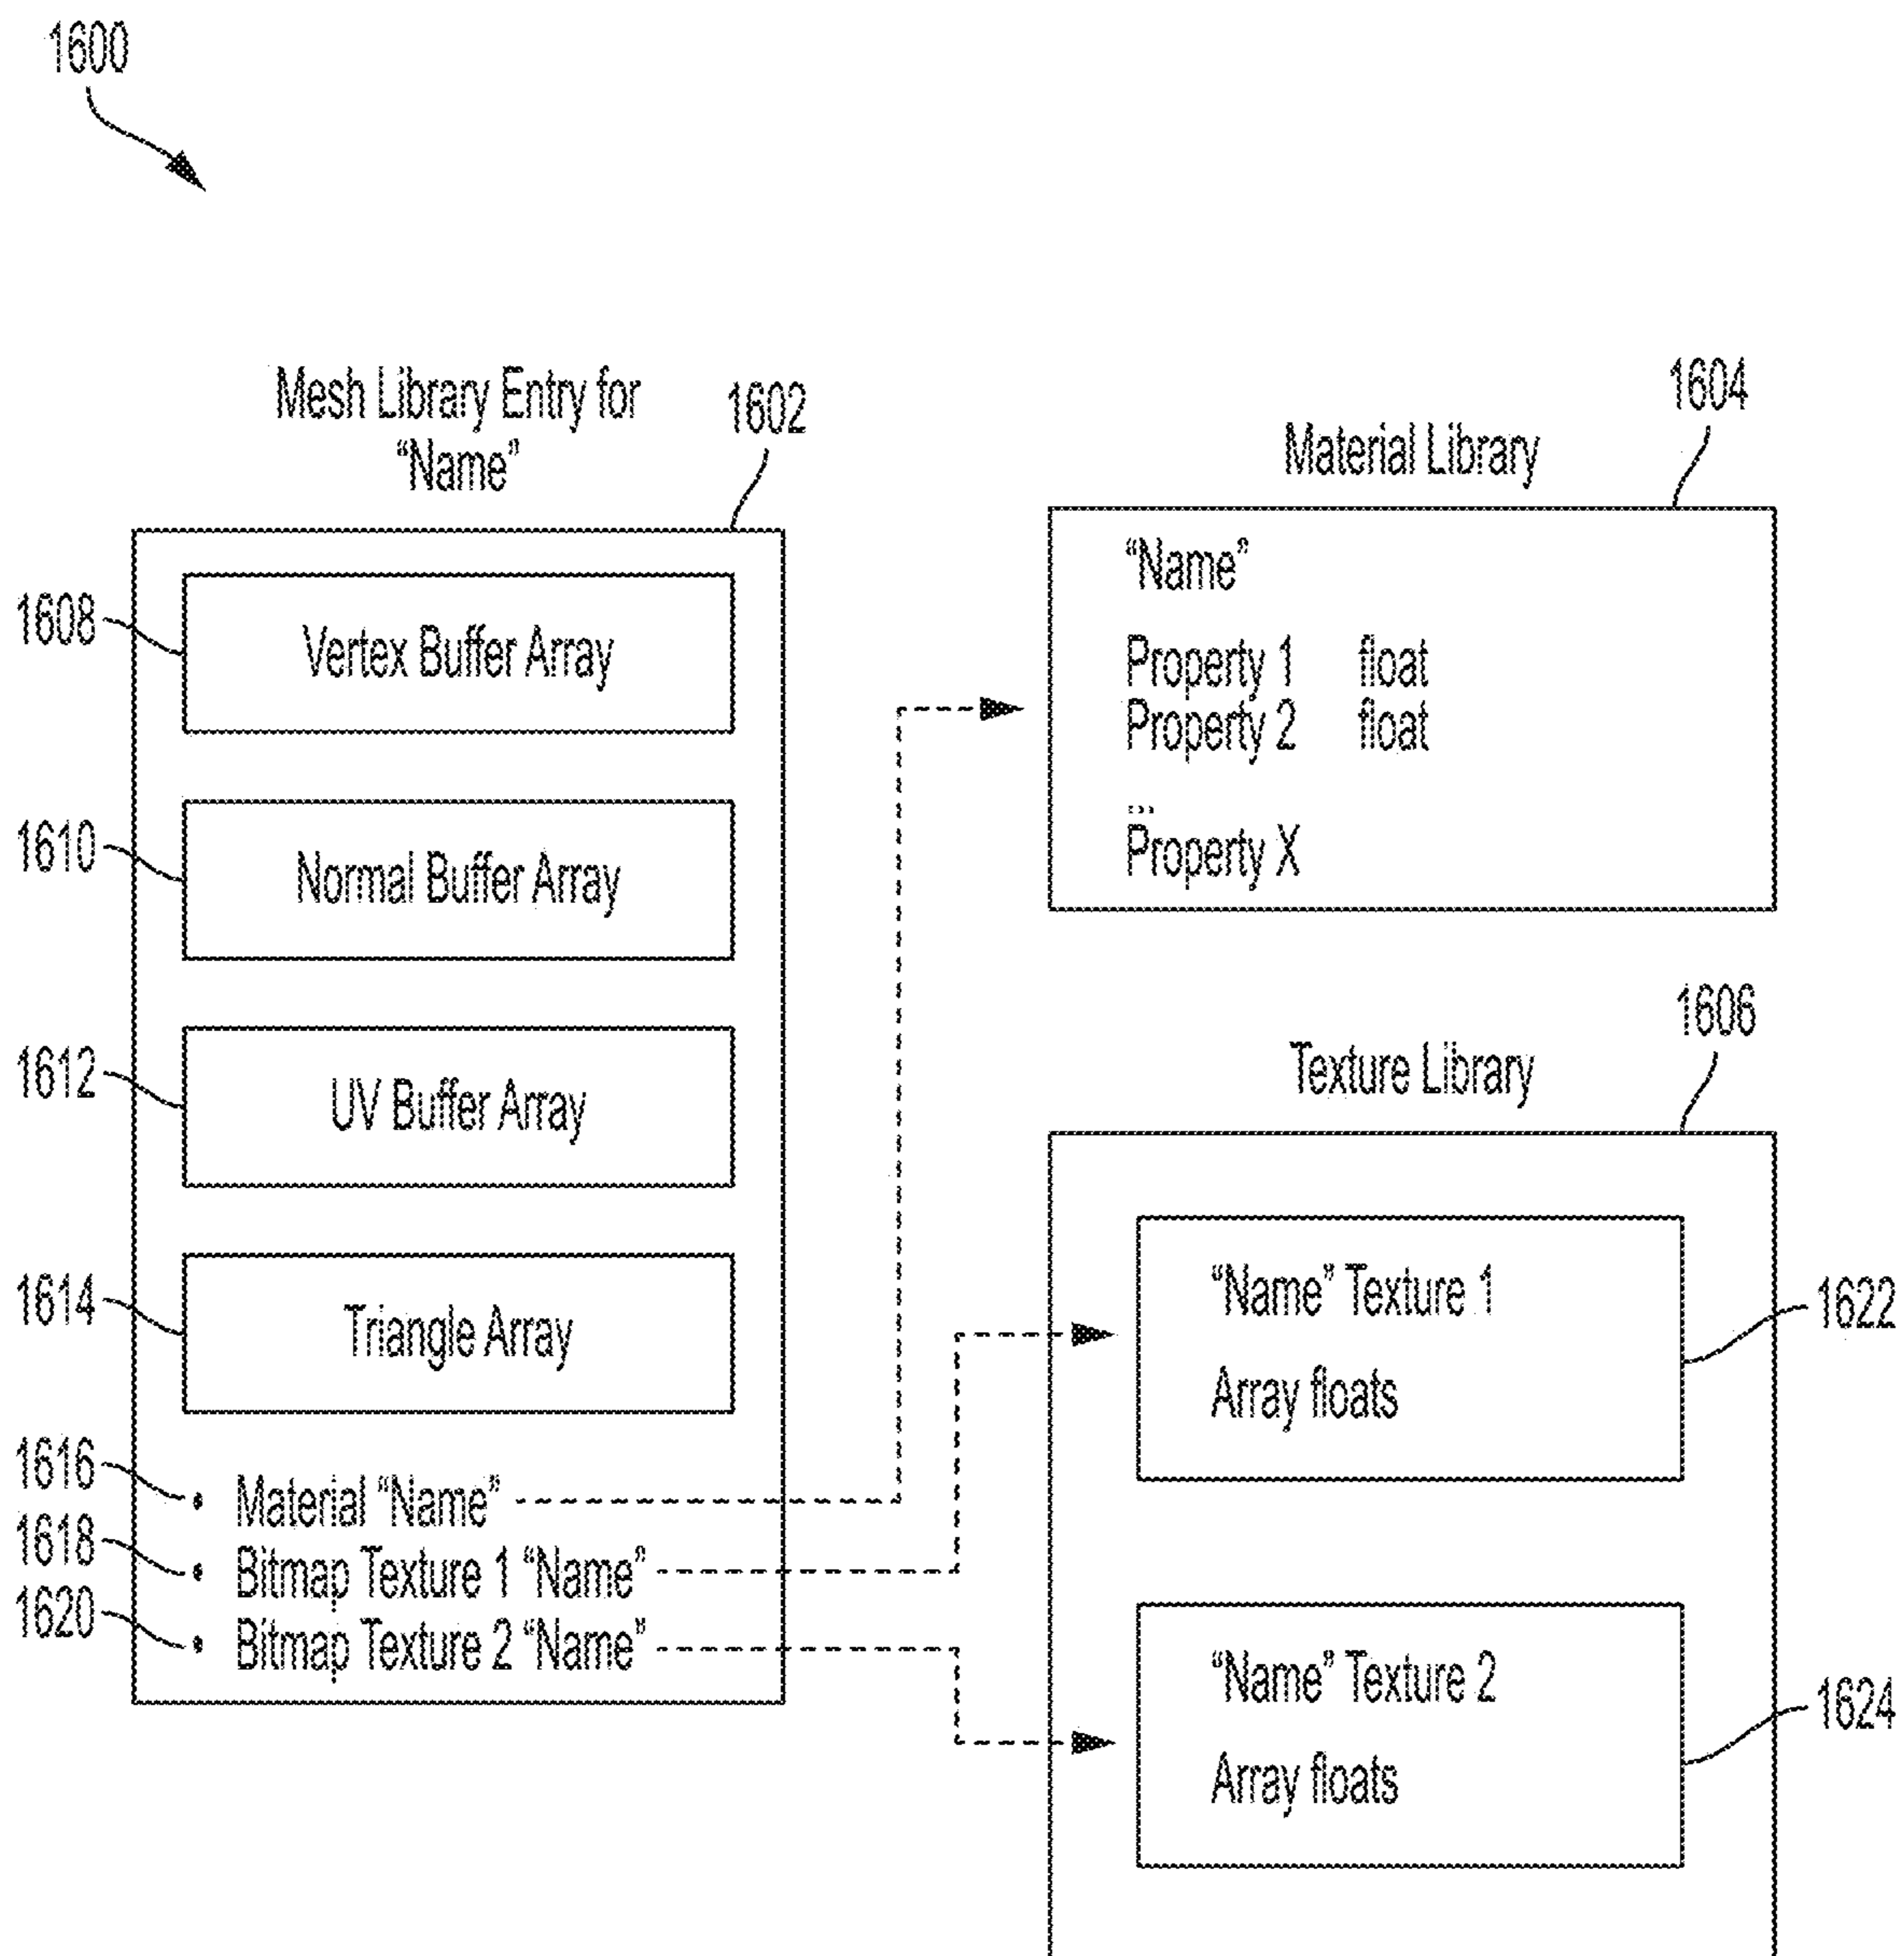 1600
Mesh Library Entry for
“Name”
1602
1608
Vertex Buffer Array
1610
Normal Buffer Array
1612
UV Buffer Array
1614
Triangle Array
1616
• Material “Name”
1618
• Bitmap Texture 1 “Name”
1620
• Bitmap Texture 2 “Name”
1604
Material Library
“Name”
Property 1 float
Property 2 float
...
Property X
1606
Texture Library
“Name” Texture 1
Array floats
1622
“Name” Texture 2
Array floats
1624